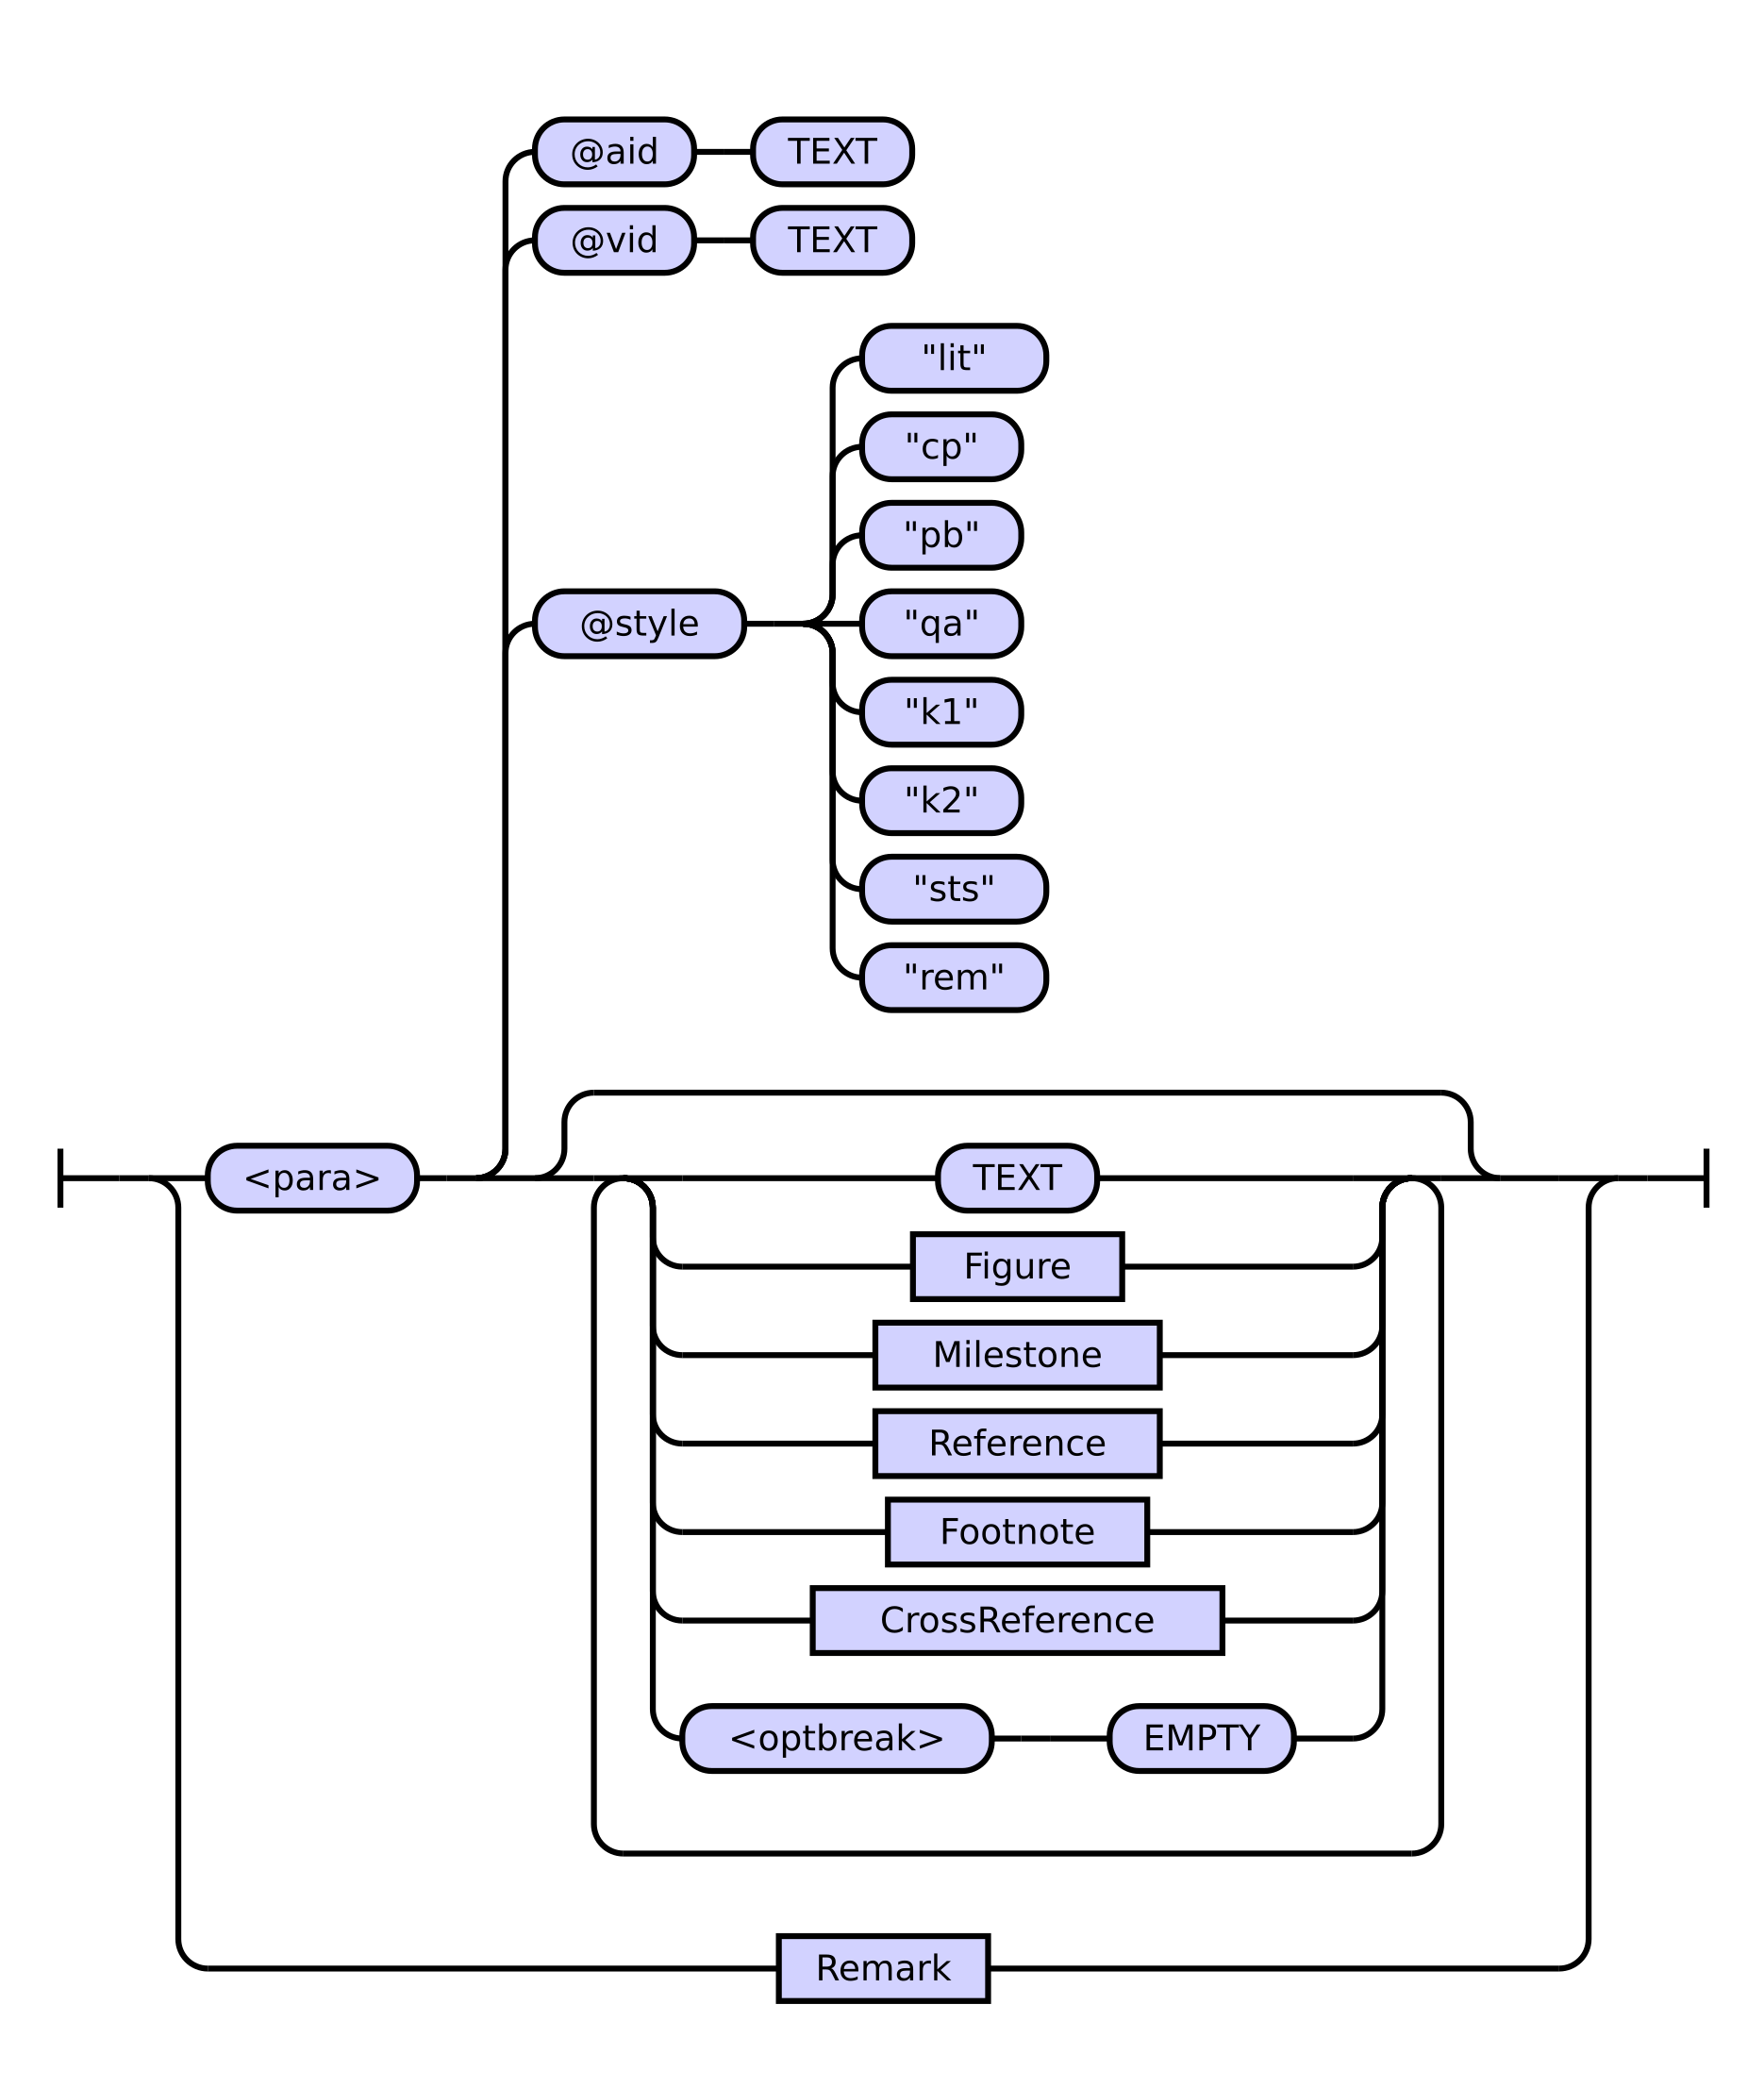 @aid TEXT
@vid TEXT
"lit"
"cp"
"pb"
@style "qa"
"k1"
"k2"
"sts"
"rem"
<para> TEXT
Figure
Milestone
Reference
Footnote
CrossReference
<optbreak> EMPTY
Remark